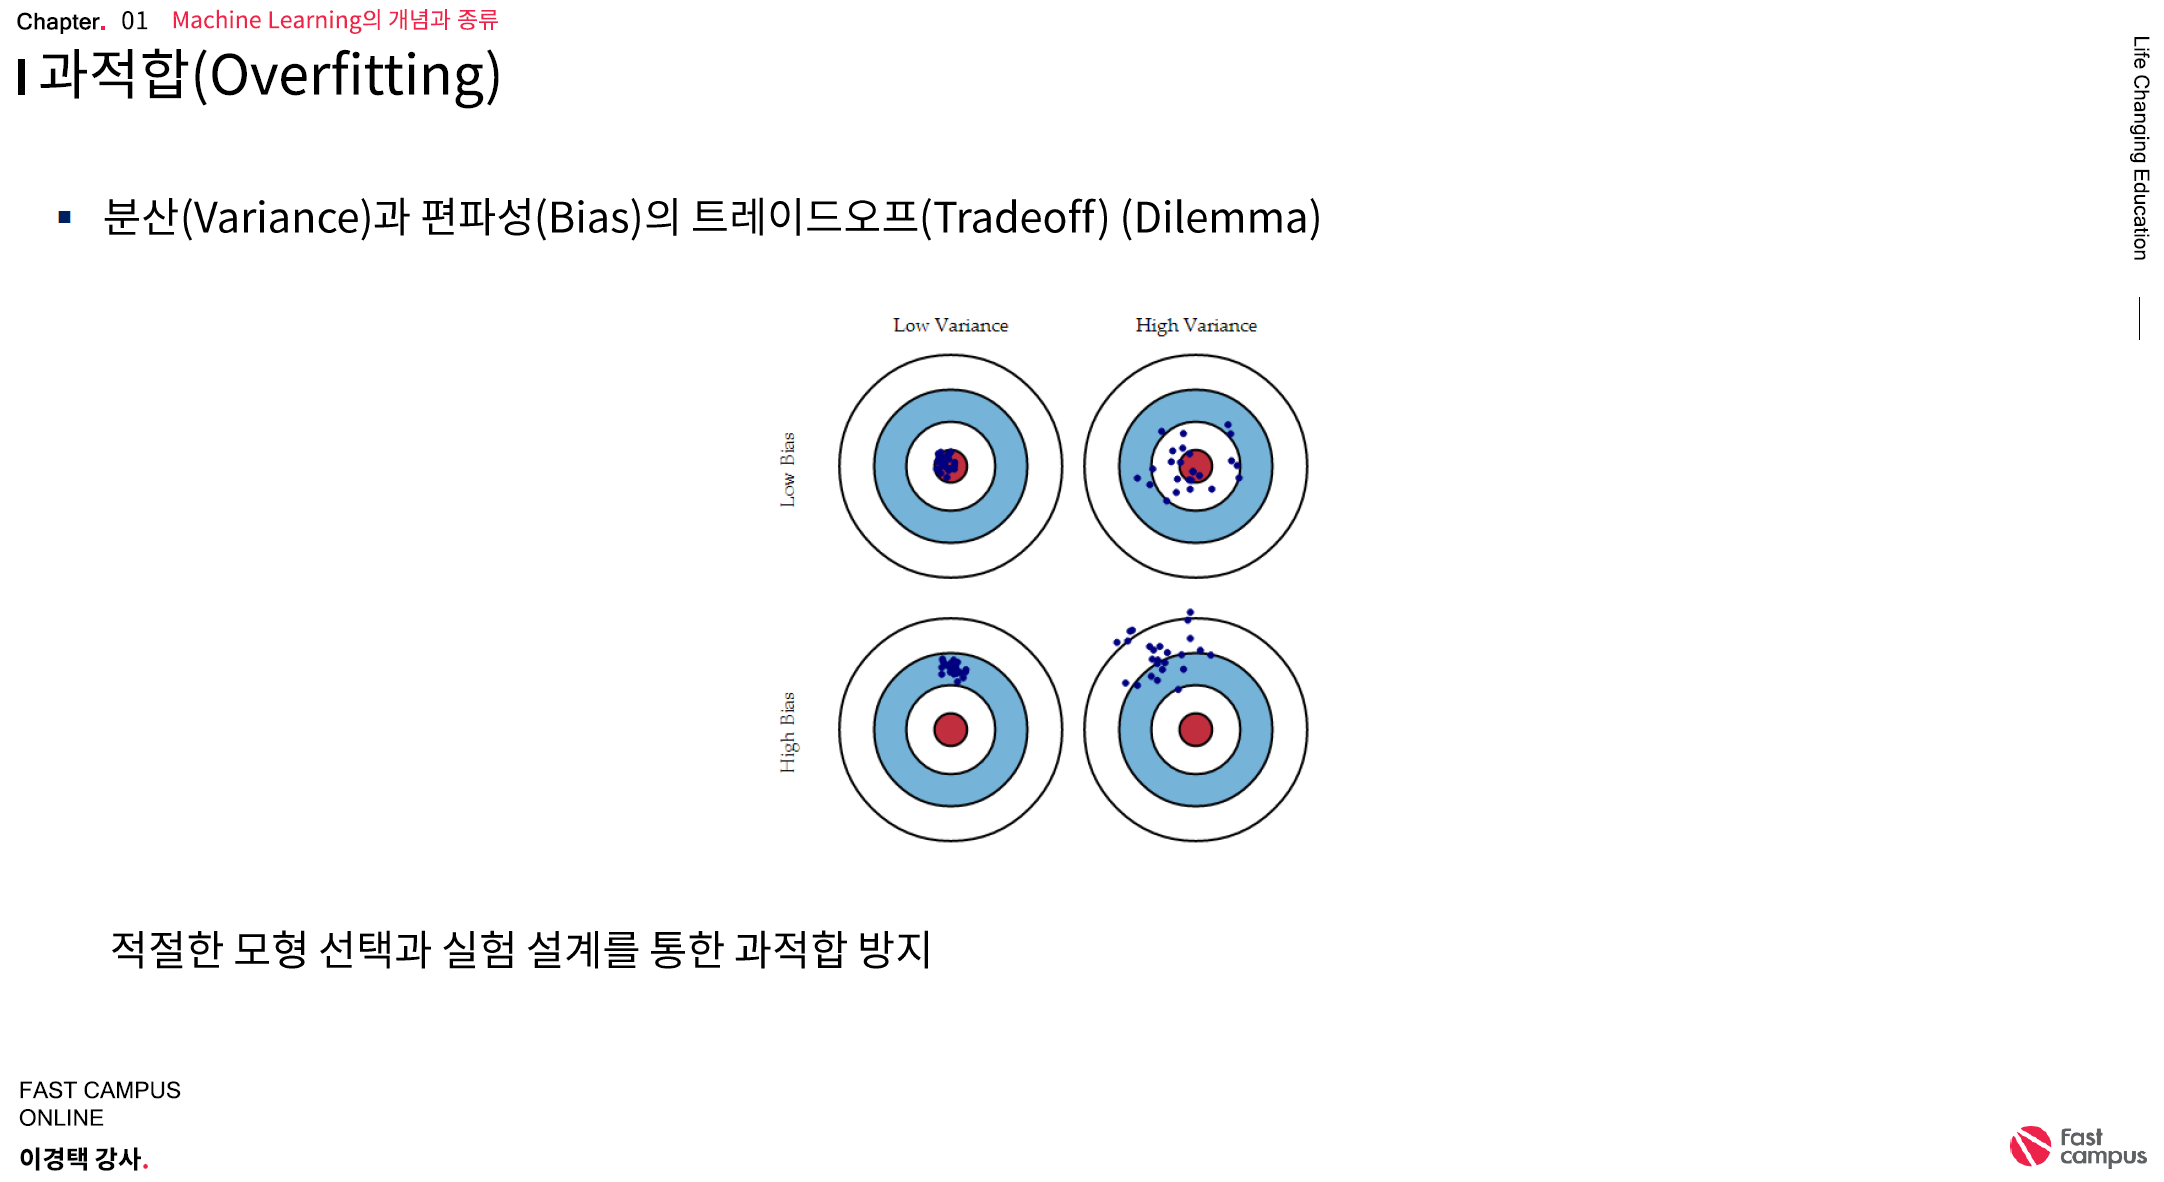 Chapter. 01 Machine Learning의 개념과 종류
과적합(Overfitting)
Life Changing Education
분산(Variance)과 편파성(Bias)의 트레이드오프(Tradeoff) (Dilemma)
Low Variance
High Variance
Low Bias
High Bias
적절한 모형 선택과 실험 설계를 통한 과적합 방지
FAST CAMPUS
ONLINE
이경택 강사.
Fast
campus